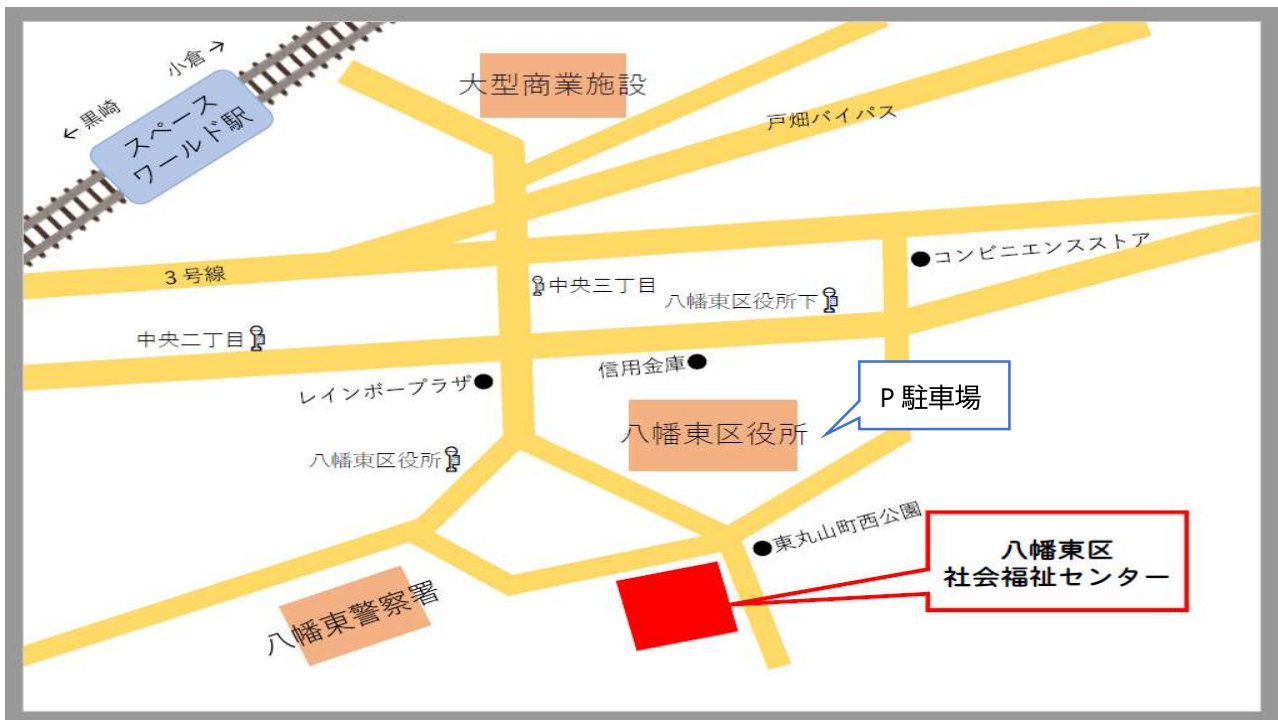 小倉→
←黒崎
スペース
ワールド駅
大型商業施設
戸畑バイパス
3号線
中央三丁目
コンビニエンスストア
八幡東区役所下
中央二丁目
信用金庫
レインボープラザ
P 駐車場
八幡東区役所
八幡東区役所
東丸山町西公園
八幡東区
社会福祉センター
八幡東警察署